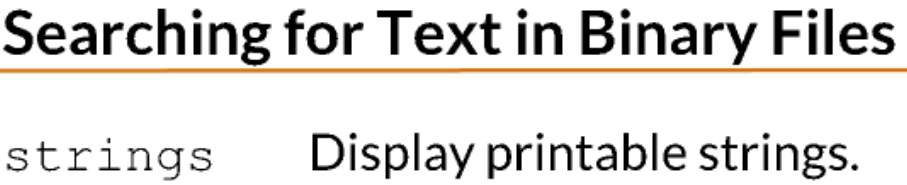 Searching for Text in Binary Files
strings Display printable strings.